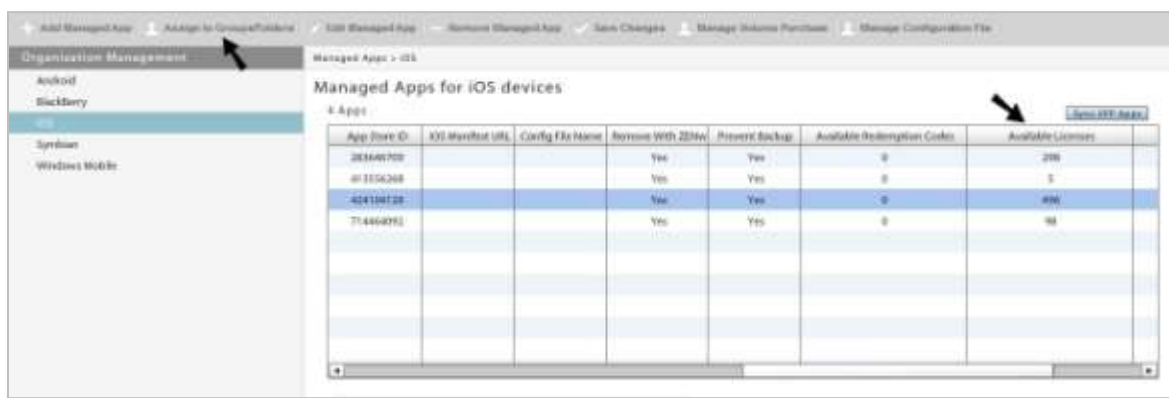 Add Managed App Assign to Groups/Folders Edit Managed App Remove Managed App Save Changes Manage Volume Purchase Manage Configuration File
Organization Management
Managed Apps > iOS
Android
BlackBerry
iOS
Symbian
Windows Mobile
Managed Apps for iOS devices
4 Apps
Sync VPP Apps
App Store ID iOS Manifest URL Config File Name Remove With Prevent Backup Available Redemption Codes Available Licenses
Yes Yes 0
Yes Yes 0 5
Yes Yes 0 496
Yes Yes 0 98